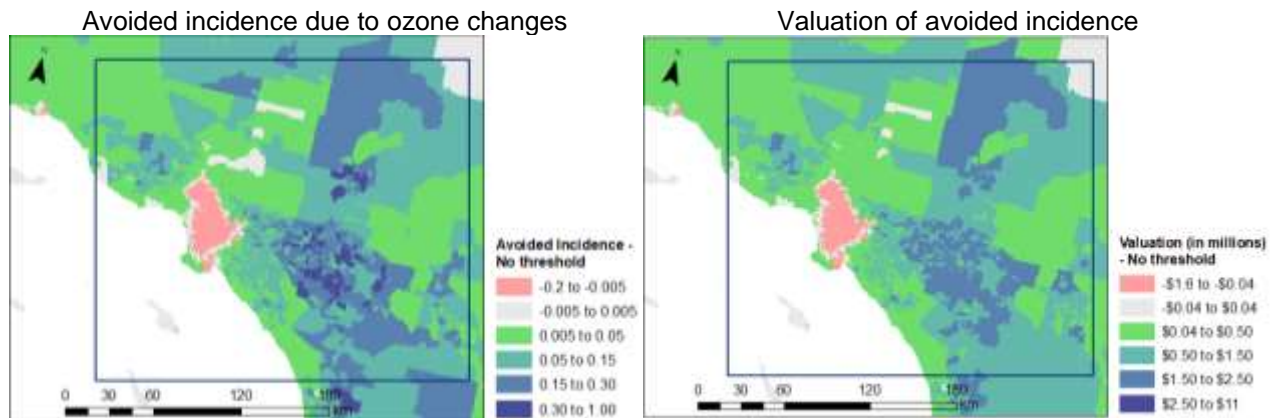 Avoided incidence due to ozone changes
Valuation of avoided incidence
N
Avoided Incidence -
No threshold
-0.2 to -0.005
-0.005 to 0.005
0.005 to 0.05
0.05 to 0.15
0.15 to 0.30
0.30 to 1.00
0 30 60 120 180
km
N
Valuation (in millions)
- No threshold
-$1.6 to -$0.04
-$0.04 to $0.04
$0.04 to $0.50
$0.50 to $1.50
$1.50 to $2.50
$2.50 to $11
0 30 60 120 180
km